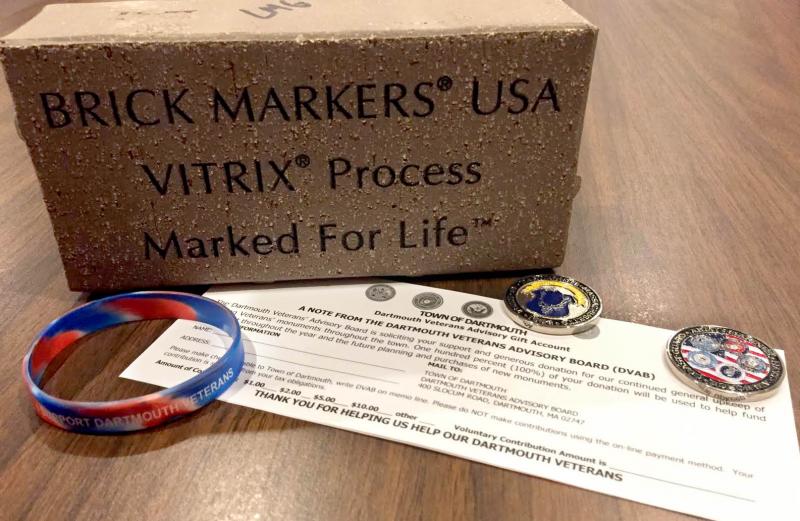 LMG
BRICK MARKERS® USA
VITRIX® Process
Marked For Life™
SUPPORT DARTMOUTH VETERANS
TOWN OF DARTMOUTH
Dartmouth Veterans Advisory Gift Account
A NOTE FROM THE DARTMOUTH VETERANS ADVISORY BOARD (DVAB)
The Dartmouth Veterans' Advisory Board is soliciting your support and generous donation for our continued general upkeep of
Veterans' monuments throughout the town. One hundred percent (100%) of your donation will be used to help fund
throughout the year and the future planning and purchases of new monuments.
INFORMATION
NAME
MAIL TO:
TOWN OF DARTMOUTH
DARTMOUTH VETERANS ADVISORY BOARD
400 SLOCUM ROAD, DARTMOUTH, MA 02747
Please make to Town of Dartmouth, write DVAB on memo line. Please do NOT make contributions using the on-line payment method. Your
contribution is your tax obligations.
Amount of
$1.00 $2.00 $5.00 $10.00 other
Voluntary Contribution Amount is
THANK YOU FOR HELPING US HELP OUR DARTMOUTH VETERANS